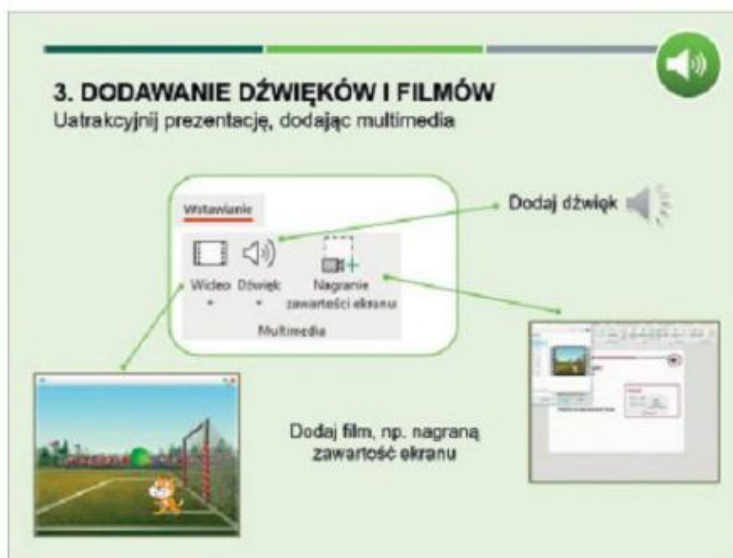 3. DODAWANIE DŹWIĘKÓW I FILMÓW
Uatrakcyjnij prezentację, dodając multimedia
Wstawianie
Dodaj dźwięk
Wideo Dźwięk Nagranie
zawartości ekranu
Multimedia
Dodaj film, np. nagraną
zawartość ekranu